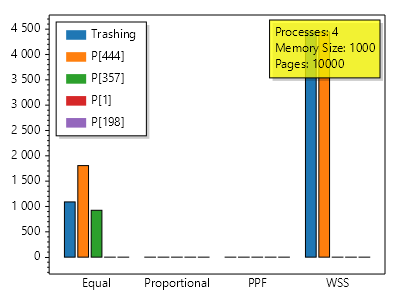 4 500
4 000
3 500
3 000
2 500
2 000
1 500
1 000
500
0
Trashing
P[444]
P[357]
P[1]
P[198]
Processes: 4
Memory Size: 1000
Pages: 10000
Equal
Proportional
PPF
WSS